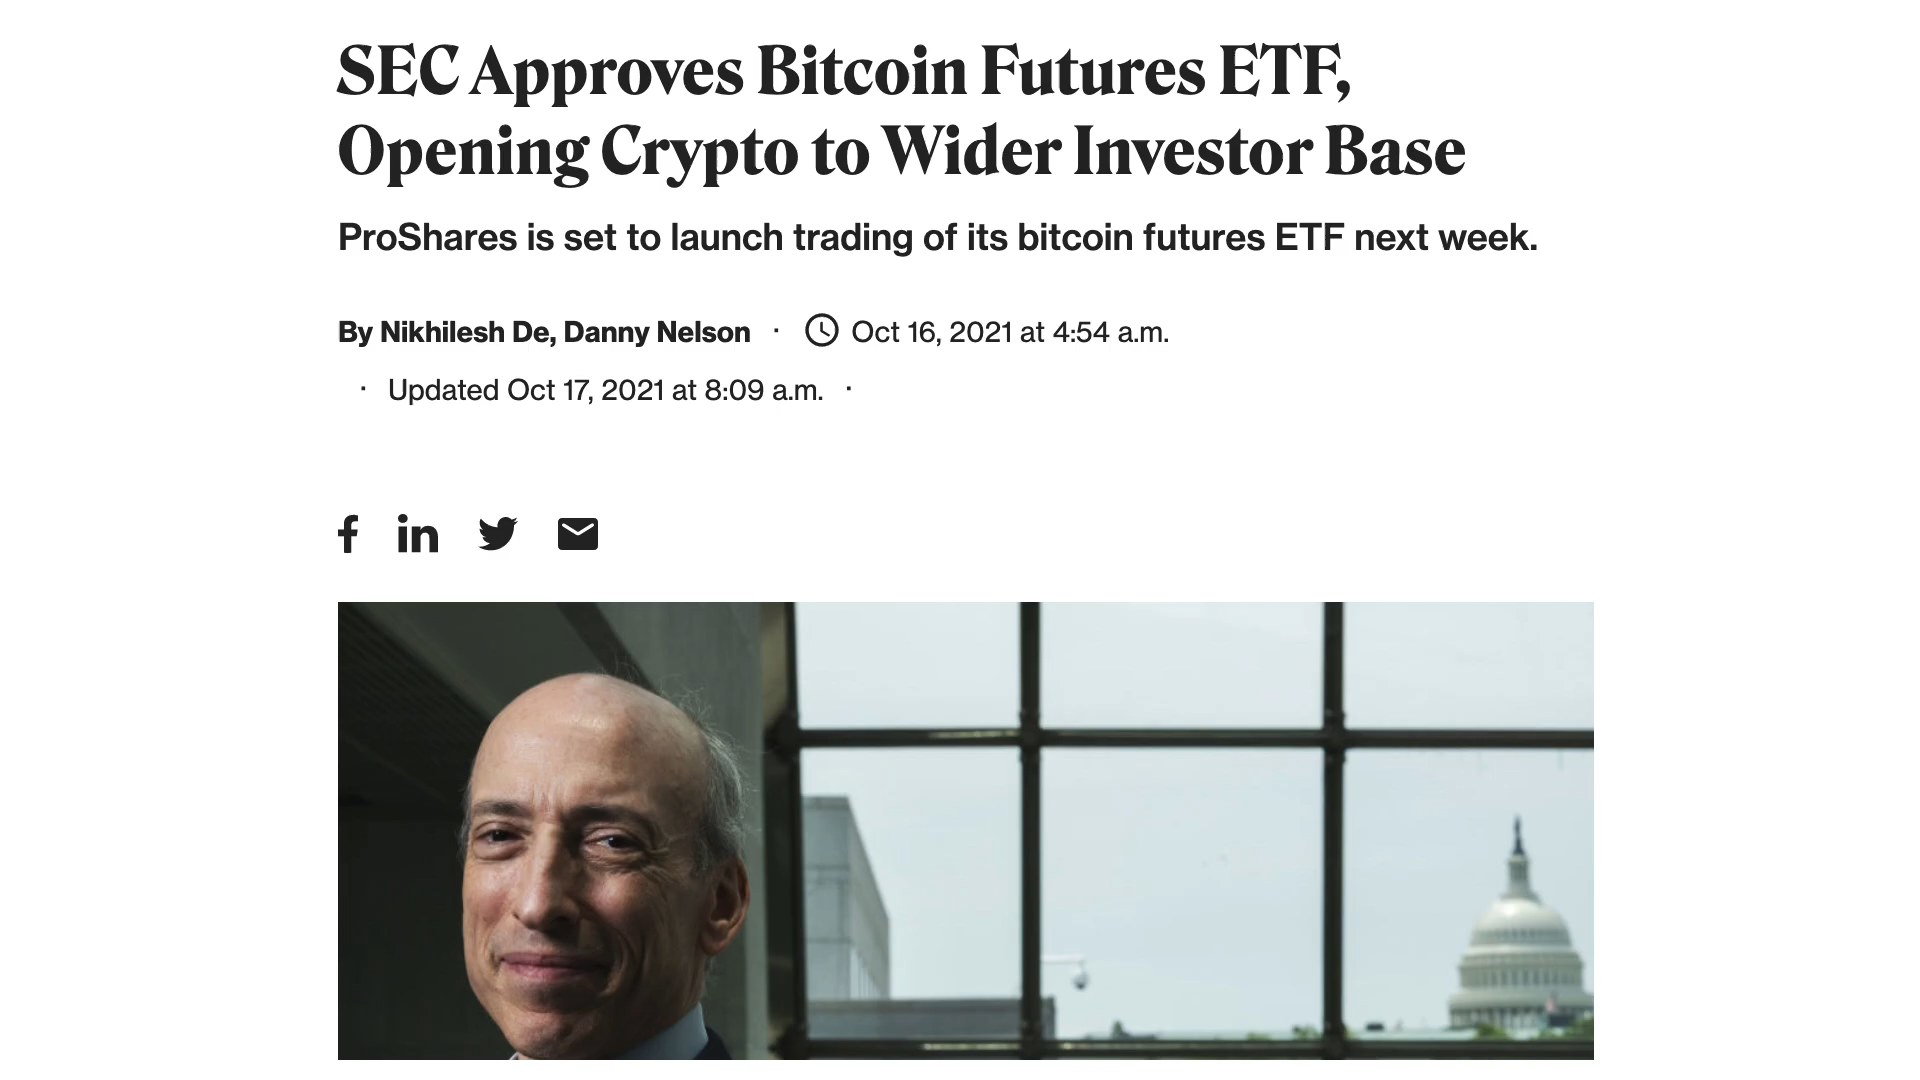 SEC Approves Bitcoin Futures ETF,
Opening Crypto to Wider Investor Base
ProShares is set to launch trading of its bitcoin futures ETF next week.
By Nikhilesh De, Danny Nelson · Oct 16, 2021 at 4:54 a.m.
· Updated Oct 17, 2021 at 8:09 a.m. ·